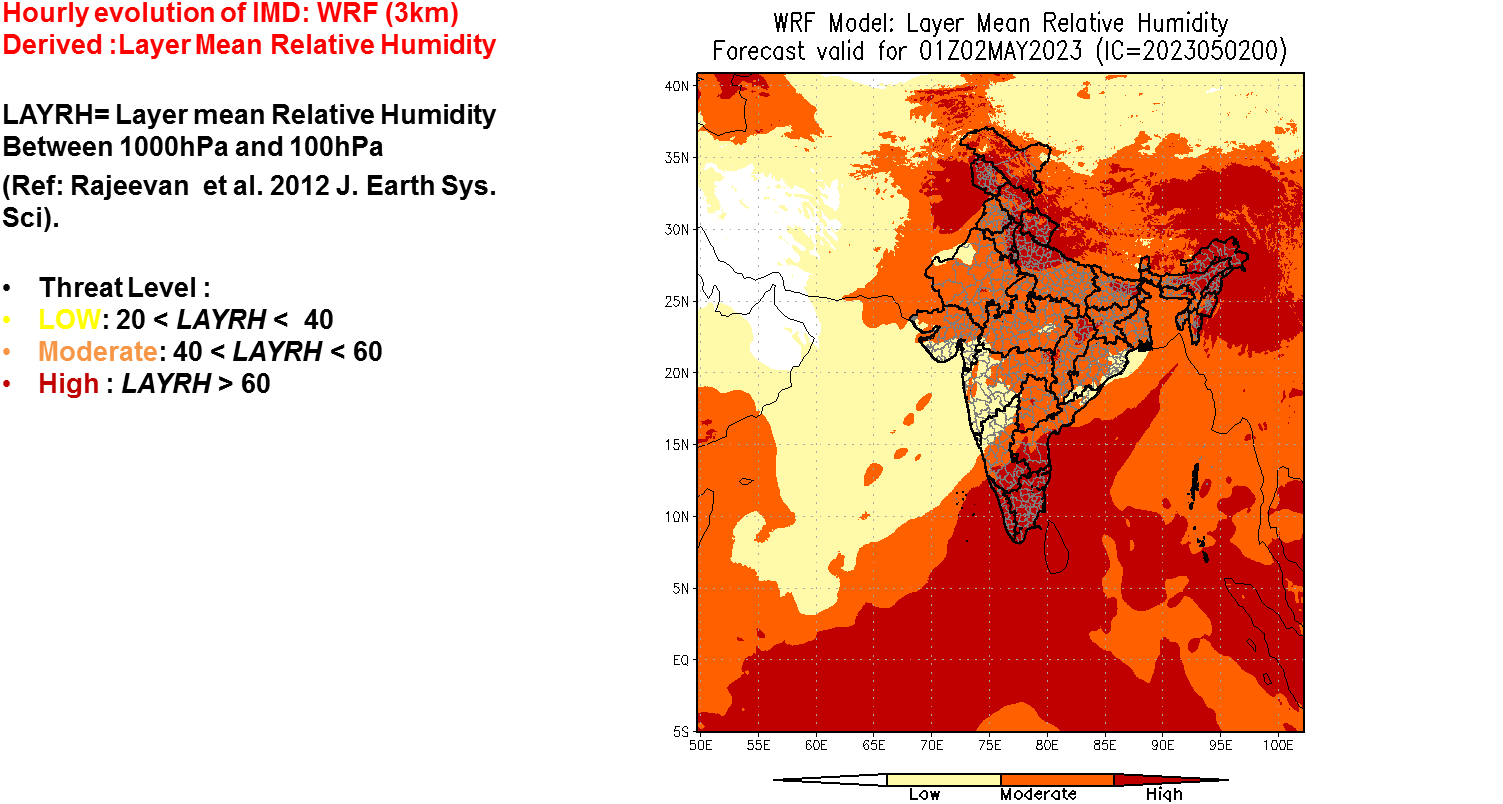 Hourly evolution of IMD: WRF (3km)
Derived :Layer Mean Relative Humidity
LAYRH= Layer mean Relative Humidity
Between 1000hPa and 100hPa
(Ref: Rajeevan et al. 2012 J. Earth Sys.
Sci).
• Threat Level :
• LOW: 20 < LAYRH < 40
• Moderate: 40 < LAYRH < 60
• High : LAYRH > 60
WRF Model: Layer Mean Relative Humidity
Forecast valid for 01Z02MAY2023 (IC=2023050200)
40N
35N
30N
25N
20N
15N
10N
5N
EQ
5S
50E 55E 60E 65E 70E 75E 80E 85E 90E 95E 100E
Low Moderate High